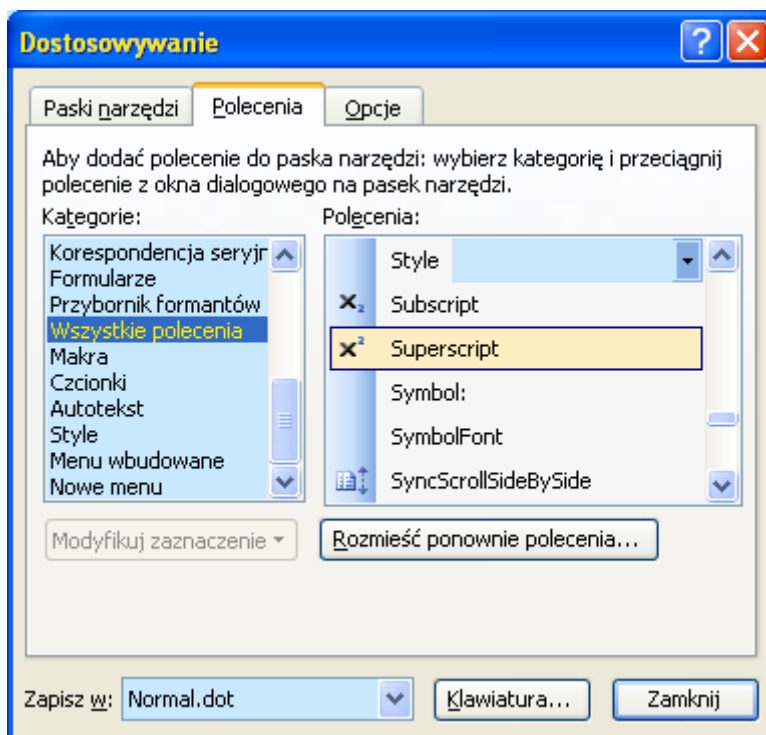 Dostosowywanie
Paski narzędzi Polecenia Opcje
Aby dodać polecenie do paska narzędzi: wybierz kategorię i przeciągnij
polecenie z okna dialogowego na pasek narzędzi.
Kategorie: Polecenia:
Korespondencja seryjr
Formularze
Przybornik formantów
Wszystkie polecenia
Makra
Czcionki
Autotekst
Style
Menu wbudowane
Nowe menu
Style
Subscript
Superscript
Symbol:
SymbolFont
SyncScrollSideBySide
Modyfikuj zaznaczenie Rozmieść ponownie polecenia...
Zapisz w: Normal.dot Klawiatura... Zamknij